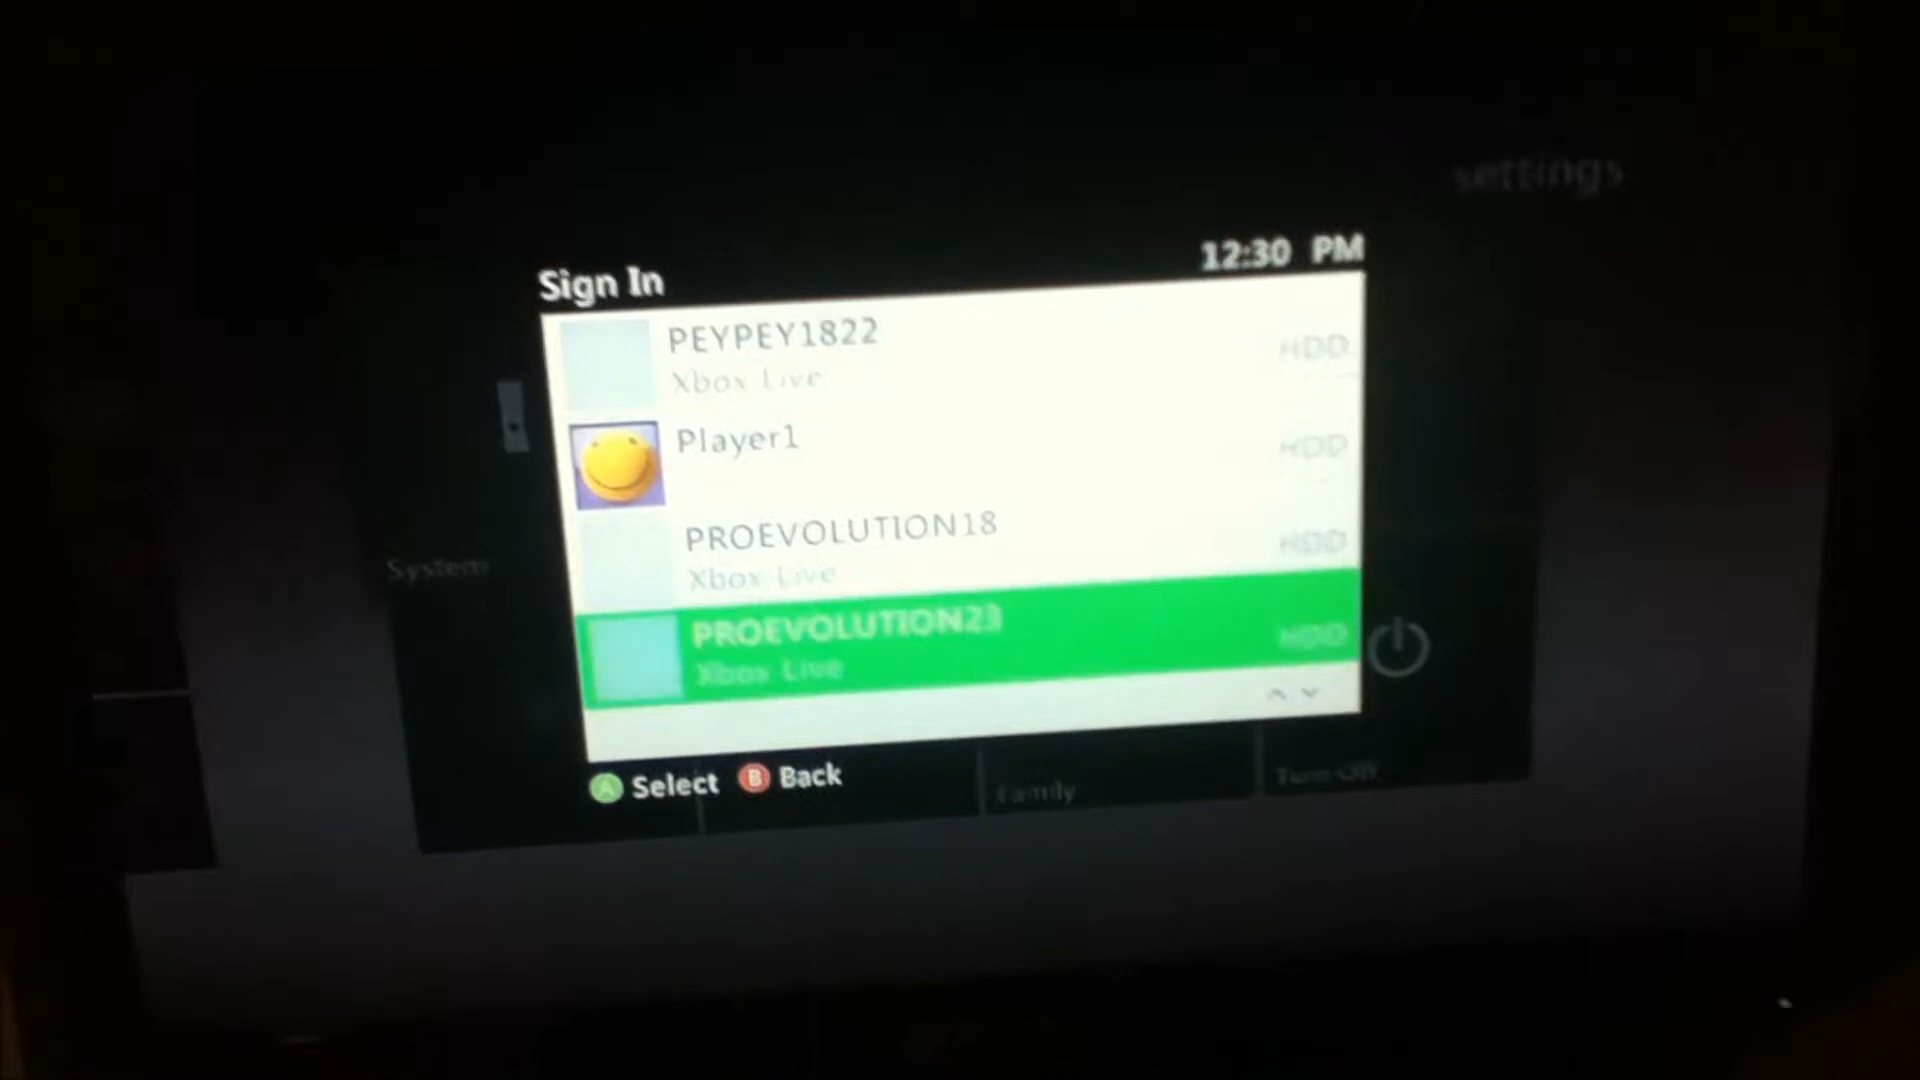 settings
Sign In
12:30 PM
PEYPEY1822
HDD
Xbox Live
Player1
HDD
PROEVOLUTION18
HDD
Xbox Live
System
PROEVOLUTION23
HDD
Xbox Live
A Select B Back
Family
Turn Off